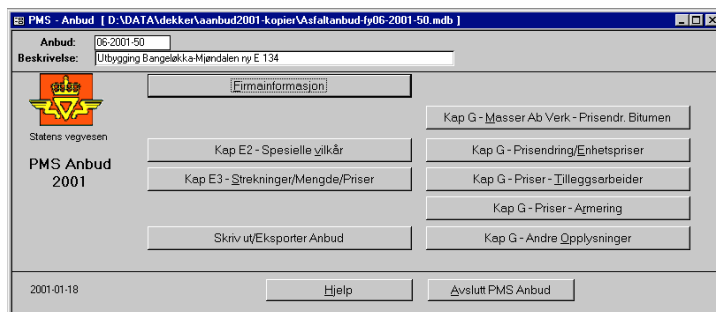 PMS - Anbud [ D:\DATA\dekker\aanbud2001-kopier\Asfaltanbud-fy06-2001-50.mdb ]
Anbud: 06-2001-50
Beskrivelse: Utbygging Bangeløkka-Mjøndalen ny E 134
Firmainformasjon
Kap G - Masser Ab Verk - Prisendr. Bitumen
Statens vegvesen
Kap E2 - Spesielle vilkår
Kap G - Prisendring/Enhetspriser
PMS Anbud
2001
Kap E3 - Strekninger/Mengde/Priser
Kap G - Priser - Tilleggsarbeider
Kap G - Priser - Armering
Skriv ut/Eksporter Anbud
Kap G - Andre Opplysninger
2001-01-18
Hjelp
Avslutt PMS Anbud